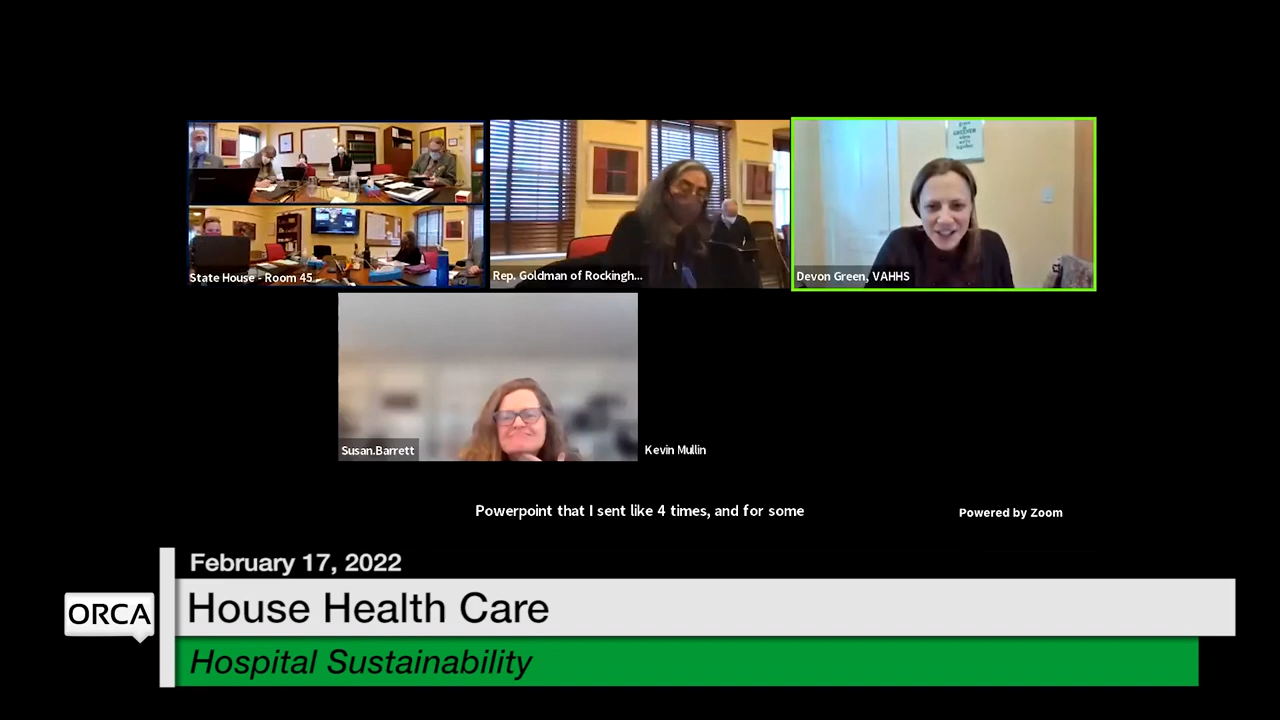 State House - Room 45...
Rep. Goldman of Rockingh...
Devon Green, VAHHS
Susan.Barrett
Kevin Mullin
Powerpoint that I sent like 4 times, and for some
Powered by Zoom
February 17, 2022
ORCA
House Health Care
Hospital Sustainability